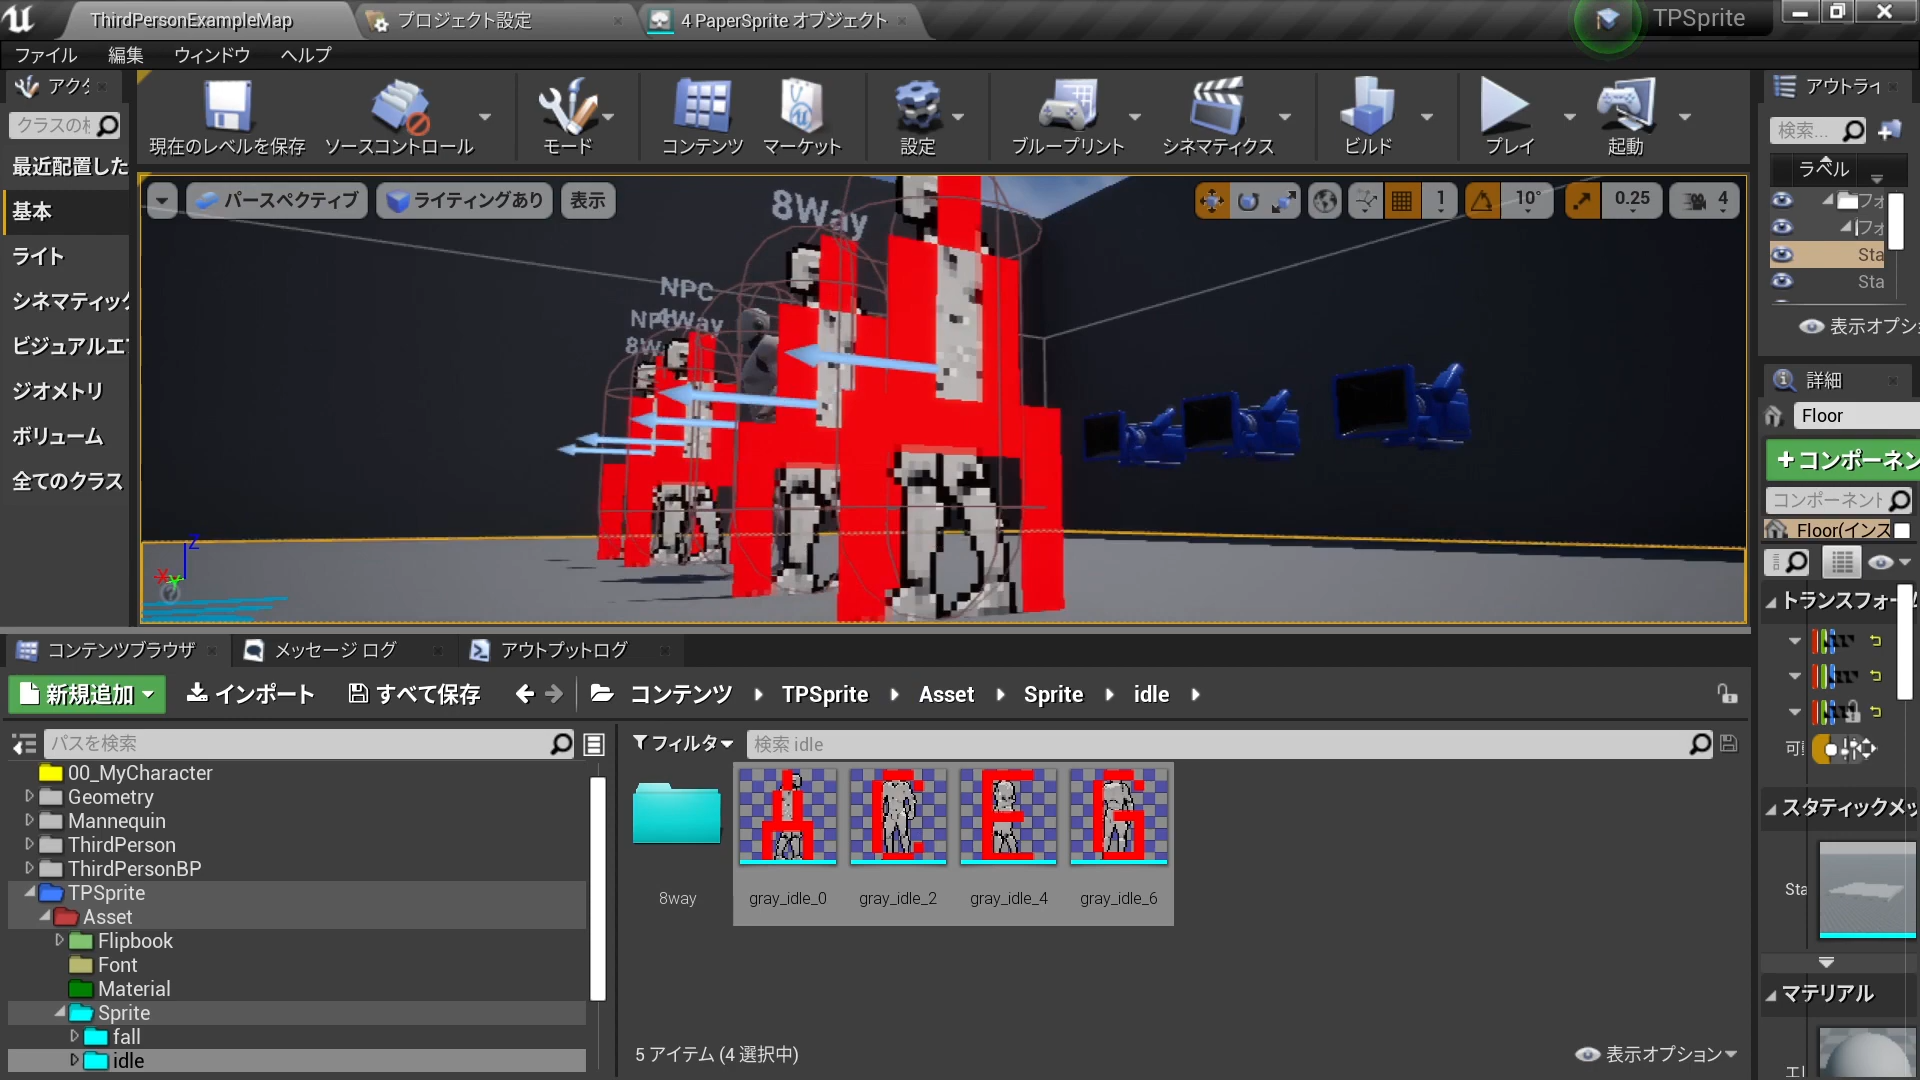 ThirdPersonExampleMap
プロジェクト設定
4 PaperSprite オブジェクト
TPSprite
ファイル 編集 ウィンドウ ヘルプ
クラスの
最近配置した
基本
ライト
シネマティック
ビジュアルエ
ジオメトリ
ボリューム
全てのクラス
現在のレベルを保存
ソースコントロール
モード
コンテンツ
マーケット
設定
ブループリント
シネマティクス
ビルド
プレイ
起動
パースペクティブ
ライティングあり
表示
1
10°
0.25
4
8Way
NPC
4Way
NPC
8W
Z
X
Y
アウトライ
検索...
ラベル
フォ
フォ
Sta
Sta
表示オプシ
詳細
Floor
+コンポーネン
コンポーネント
Floor(インス
トランスフォー
スタティックメッ
Sta
マテリアル
コンテンツブラウザ
メッセージ ログ
アウトプットログ
新規追加
インポート
すべて保存
コンテンツ
TPSprite
Asset
Sprite
idle
パスを検索
フィルタ
検索 idle
00_MyCharacter
Geometry
Mannequin
ThirdPerson
ThirdPersonBP
TPSprite
Asset
Flipbook
Font
Material
Sprite
fall
idle
8way
gray_idle_0
gray_idle_2
gray_idle_4
gray_idle_6
5 アイテム (4 選択中)
表示オプション